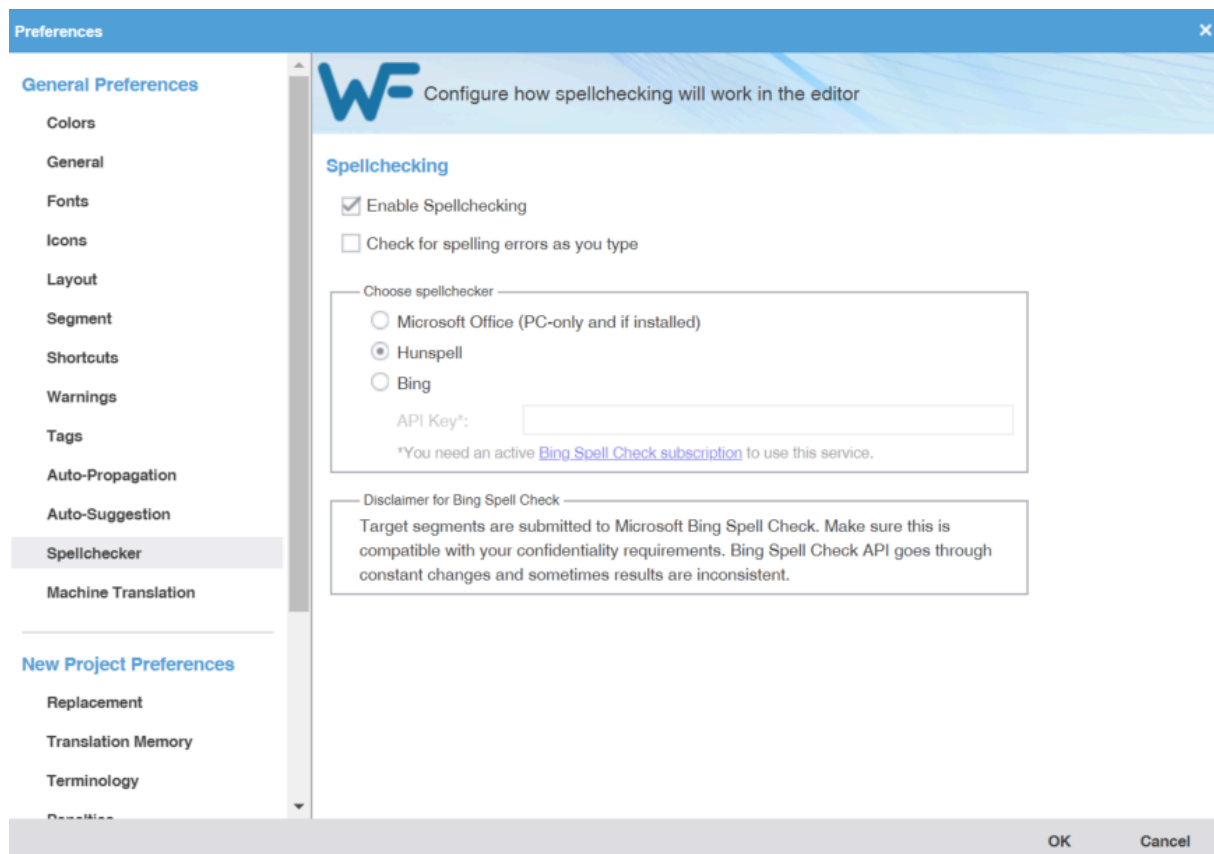 Preferences
General Preferences
Colors
General
Fonts
Icons
Layout
Segment
Shortcuts
Warnings
Tags
Auto-Propagation
Auto-Suggestion
Spellchecker
Machine Translation
New Project Preferences
Replacement
Translation Memory
Terminology
Penalties
WF
Configure how spellchecking will work in the editor
Spellchecking
Enable Spellchecking
Check for spelling errors as you type
Choose spellchecker
Microsoft Office (PC-only and if installed)
Hunspell
Bing
API Key*:
*You need an active Bing Spell Check subscription to use this service.
Disclaimer for Bing Spell Check
Target segments are submitted to Microsoft Bing Spell Check. Make sure this is
compatible with your confidentiality requirements. Bing Spell Check API goes through
constant changes and sometimes results are inconsistent.
OK
Cancel